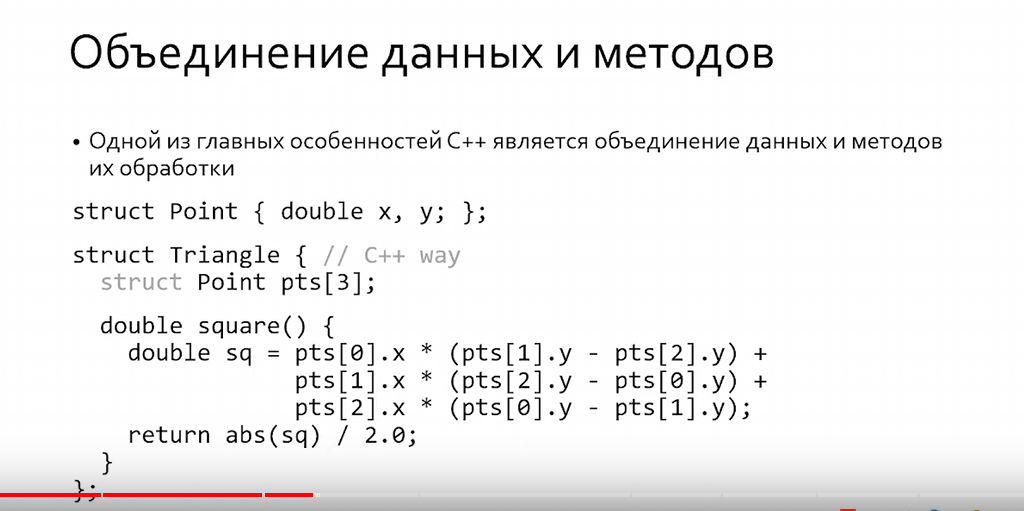 Объединение данных и методов
• Одной из главных особенностей C++ является объединение данных и методов
их обработки
struct Point { double x, y; };
struct Triangle { // C++ way
struct Point pts[3];
double square() {
double sq = pts[0].x * (pts[1].y - pts[2].y) +
pts[1].x * (pts[2].y - pts[0].y) +
pts[2].x * (pts[0].y - pts[1].y);
return abs(sq) / 2.0;
}
};